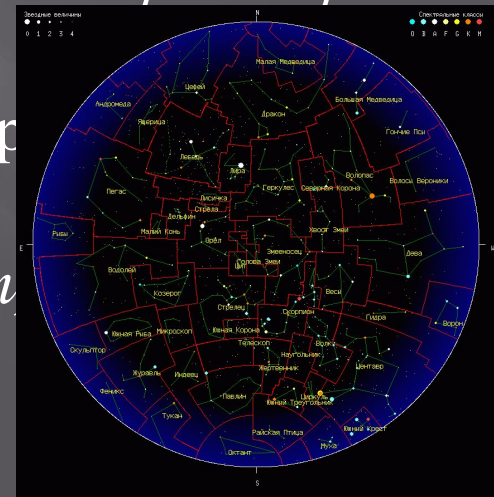 Звездные величины
0 1 2 3 4
Спектральные классы
O B A F G K M
N
Малая Медведица
Цефей
Большая Медведица
Андромеда
Дракон
Ящерица
Гончие Псы
Лебедь
Лира
Волопас
Волосы Вероники
Пегас
Геркулес
Северная Корона
Лисичка
Стрела
Дельфин
Малый Конь
Рыбы
Хвост Змеи
Орёл
E
W
Змееносец
Дева
Щит
Голова Змеи
Водолей
Козерог
Весы
Стрелец
Скорпион
Гидра
Ворон
Южная Рыба
Микроскоп
Южная Корона
Телескоп
Волк
Скульптор
Наугольник
Журавль
Индеец
Жертвенник
Центавр
Феникс
Павлин
Циркуль
Южный Треугольник
Тукан
Райская Птица
Южный Крест
Муха
Октант
S